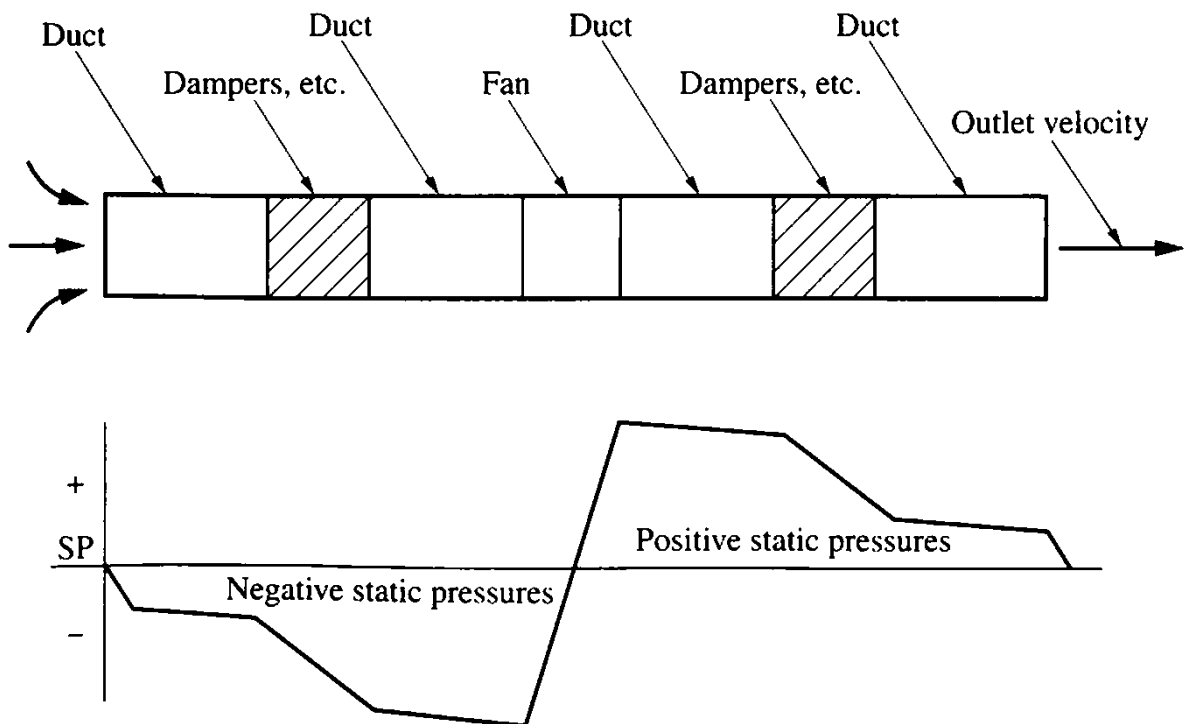 Duct
Duct
Duct
Duct
Dampers, etc.
Fan
Dampers, etc.
Outlet velocity
+
SP
Positive static pressures
Negative static pressures
−